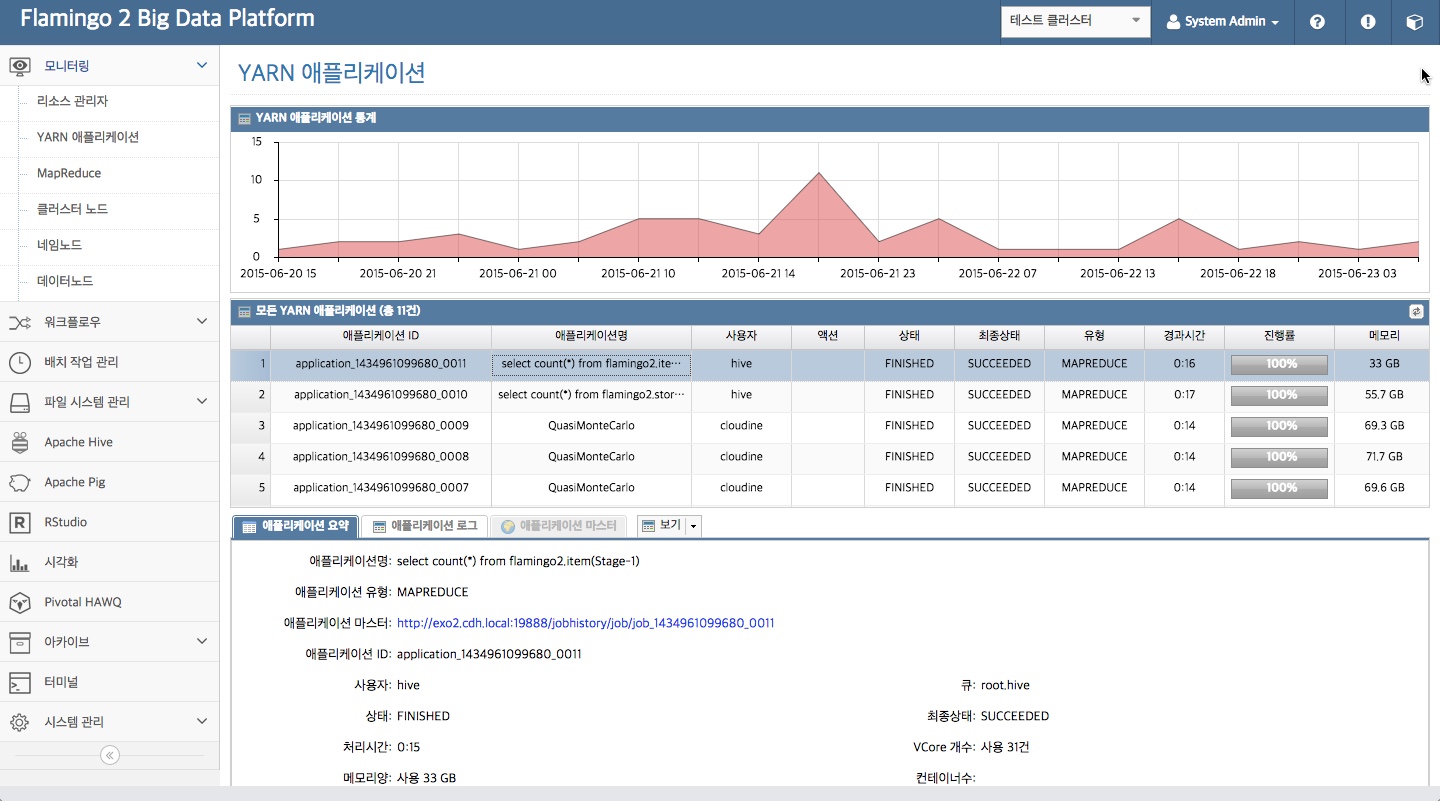 Flamingo 2 Big Data Platform
테스트 클러스터
System Admin
모니터링
리소스 관리자
YARN 애플리케이션
MapReduce
클러스터 노드
네임노드
데이터노드
워크플로우
배치 작업 관리
파일 시스템 관리
Apache Hive
Apache Pig
RStudio
시각화
Pivotal HAWQ
아카이브
터미널
시스템 관리
YARN 애플리케이션
YARN 애플리케이션 통계
15
10
5
0
2015-06-20 15 2015-06-20 21 2015-06-21 00 2015-06-21 10 2015-06-21 14 2015-06-21 23 2015-06-22 07 2015-06-22 13 2015-06-22 18 2015-06-23 03
모든 YARN 애플리케이션 (총 11건)
애플리케이션 ID 애플리케이션명 사용자 액션 상태 최종상태 유형 경과시간 진행률 메모리
1 application_1434961099680_0011 select count(*) from flamingo2.ite··· hive FINISHED SUCCEEDED MAPREDUCE 0:16 100% 33 GB
2 application_1434961099680_0010 select count(*) from flamingo2.stor··· hive FINISHED SUCCEEDED MAPREDUCE 0:17 100% 55.7 GB
3 application_1434961099680_0009 QuasiMonteCarlo cloudine FINISHED SUCCEEDED MAPREDUCE 0:14 100% 69.3 GB
4 application_1434961099680_0008 QuasiMonteCarlo cloudine FINISHED SUCCEEDED MAPREDUCE 0:14 100% 71.7 GB
5 application_1434961099680_0007 QuasiMonteCarlo cloudine FINISHED SUCCEEDED MAPREDUCE 0:14 100% 69.6 GB
애플리케이션 요약 애플리케이션 로그 애플리케이션 마스터 보기
애플리케이션명: select count(*) from flamingo2.item(Stage-1)
애플리케이션 유형: MAPREDUCE
애플리케이션 마스터: http://exo2.cdh.local:19888/jobhistory/job/job_1434961099680_0011
애플리케이션 ID: application_1434961099680_0011
사용자: hive 큐: root.hive
상태: FINISHED 최종상태: SUCCEEDED
처리시간: 0:15 VCore 개수: 사용 31건
메모리양: 사용 33 GB 컨테이너수: